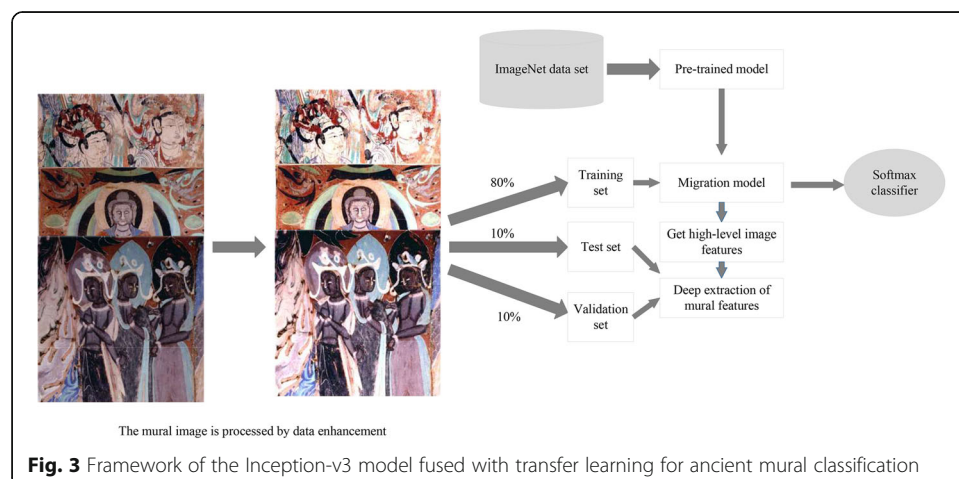 ImageNet data set
Pre-trained model
80%
Training
set
Migration model
Softmax
classifier
10%
Test set
Get high-level image
features
10%
Validation
set
Deep extraction of
mural features
The mural image is processed by data enhancement
Fig. 3 Framework of the Inception-v3 model fused with transfer learning for ancient mural classification